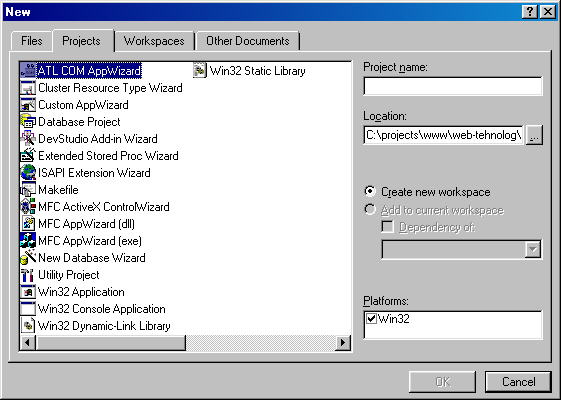 New
Files Projects Workspaces Other Documents
ATL COM AppWizard
Cluster Resource Type Wizard
Custom AppWizard
Database Project
DevStudio Add-in Wizard
Extended Stored Proc Wizard
ISAPI Extension Wizard
Makefile
MFC ActiveX ControlWizard
MFC AppWizard (dll)
MFC AppWizard (exe)
New Database Wizard
Utility Project
Win32 Application
Win32 Console Application
Win32 Dynamic-Link Library
Win32 Static Library
Project name:
Location:
C:\projects\www\web-tehnolog\
...
Create new workspace
Add to current workspace
Dependency of:
Platforms:
Win32
OK Cancel